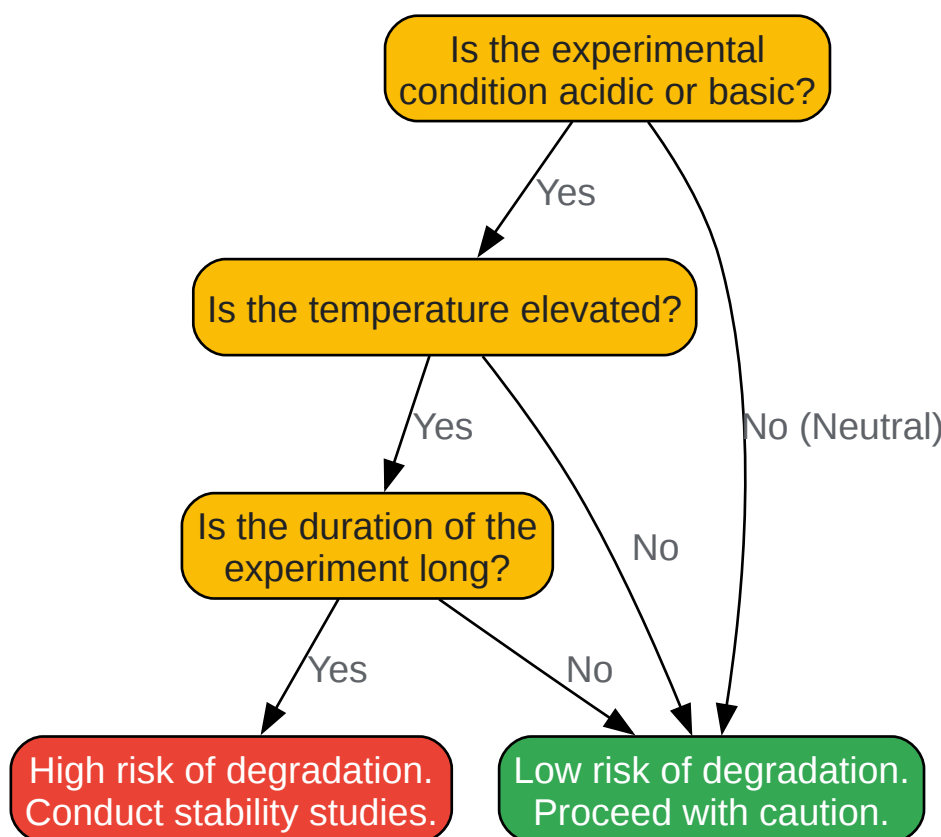 Is the experimental
condition acidic or basic?
Yes
Is the temperature elevated?
Yes
No (Neutral)
Is the duration of the
experiment long?
No
Yes
No
High risk of degradation.
Conduct stability studies.
Low risk of degradation.
Proceed with caution.